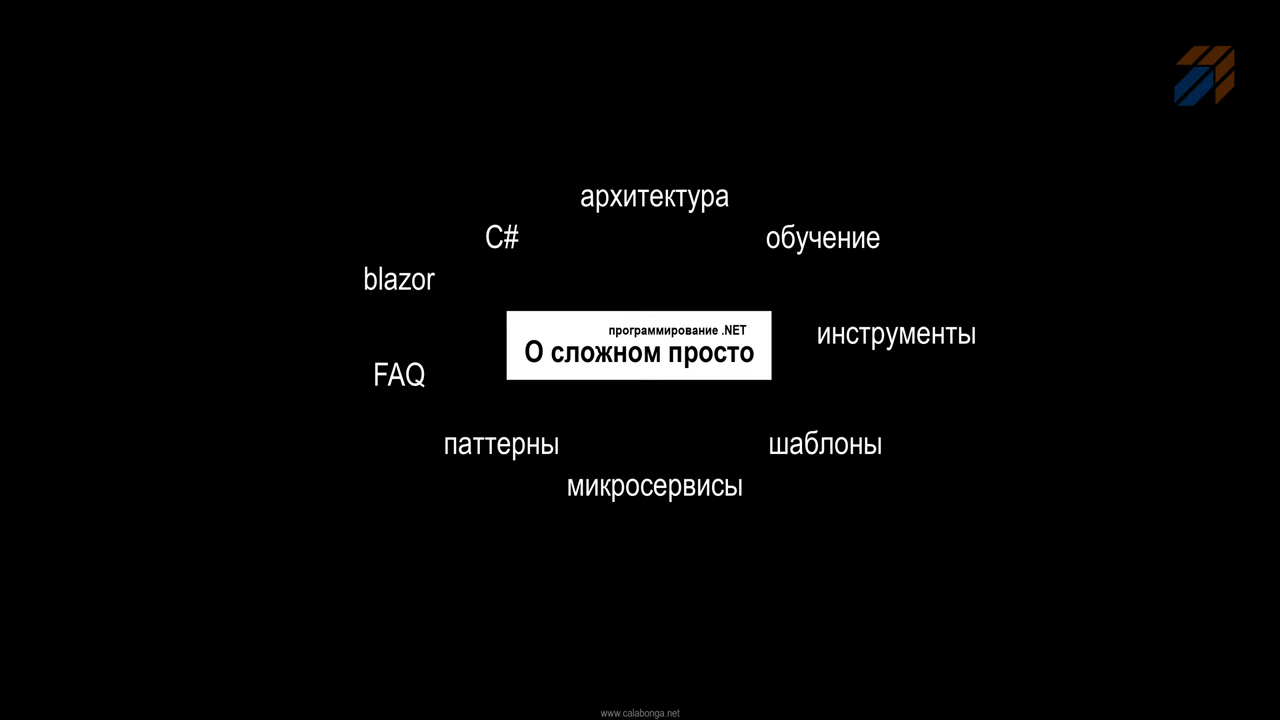 архитектура
C#
обучение
blazor
программирование .NET
О сложном просто
инструменты
FAQ
паттерны
шаблоны
микросервисы
www.calabonga.net